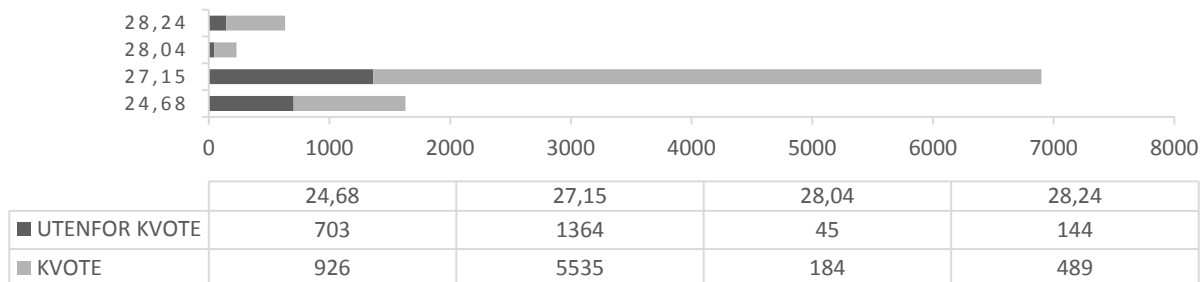 28,24
28,04
27,15
24,68
0 1000 2000 3000 4000 5000 6000 7000 8000
24,68 27,15 28,04 28,24
UTENFOR KVOTE 703 1364 45 144
KVOTE 926 5535 184 489